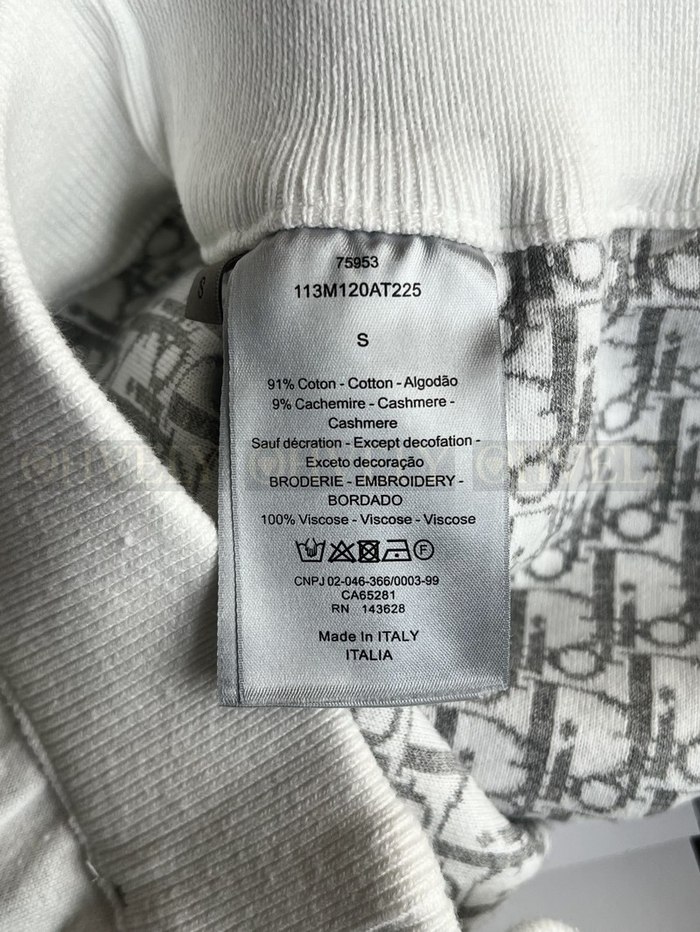 75953
113M120AT225
S
S
91% Coton - Cotton - Algodão
9% Cachemire - Cashmere -
Cashmere
Sauf décration - Except decofation -
Exceto decoração
BRODERIE - EMBROIDERY -
BORDADO
100% Viscose - Viscose - Viscose
F
CNPJ 02-046-366/0003-99
CA65281
RN 143628
Made In ITALY
ITALIA